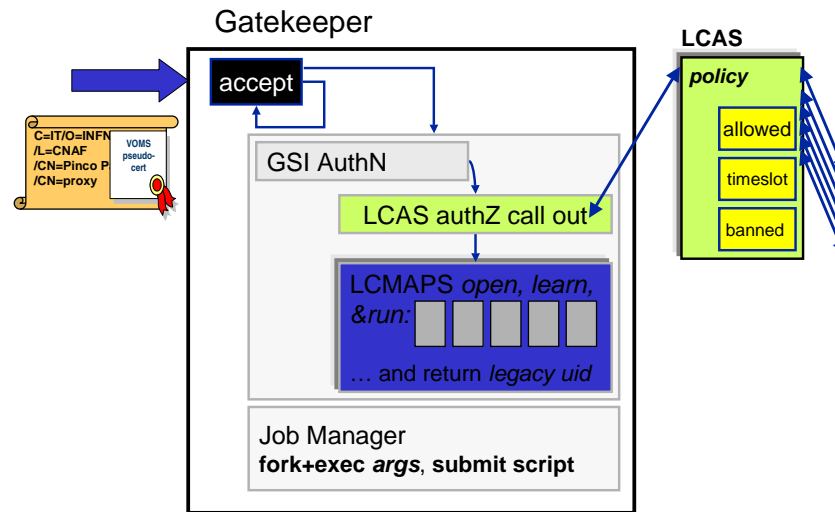 Gatekeeper
LCAS
accept
policy
C=IT/O=INFN
/L=CNAF
/CN=Pinco P
/CN=proxy
VOMS
pseudo-
cert
allowed
GSI AuthN
timeslot
LCAS authZ call out
banned
LCMAPS open, learn,
&run:
… and return legacy uid
Job Manager
fork+exec args, submit script